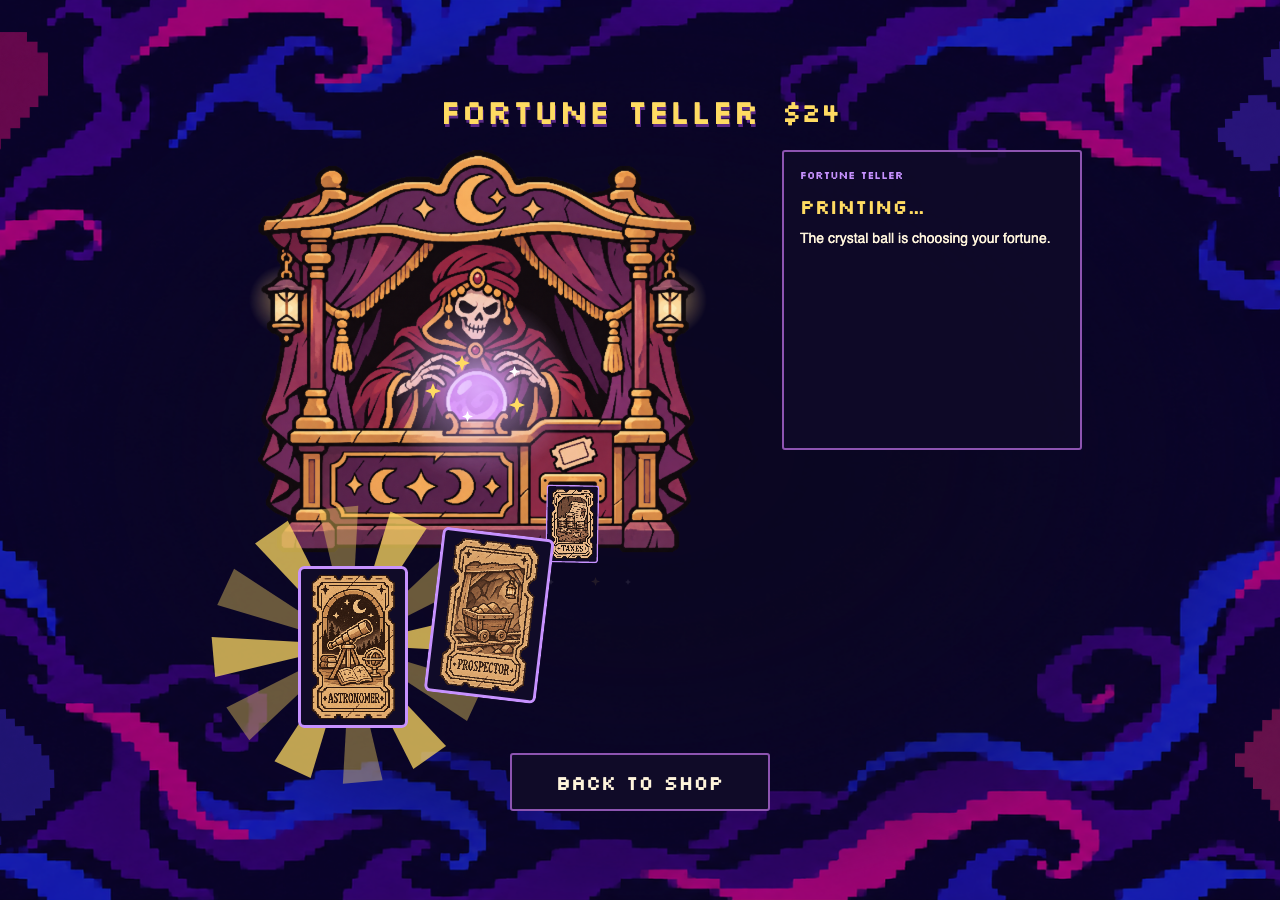 FORTUNE TELLER $24
FORTUNE TELLER
PRINTING...
The crystal ball is choosing your fortune.
TAXES
PROSPECTOR
ASTRONOMER
BACK TO SHOP